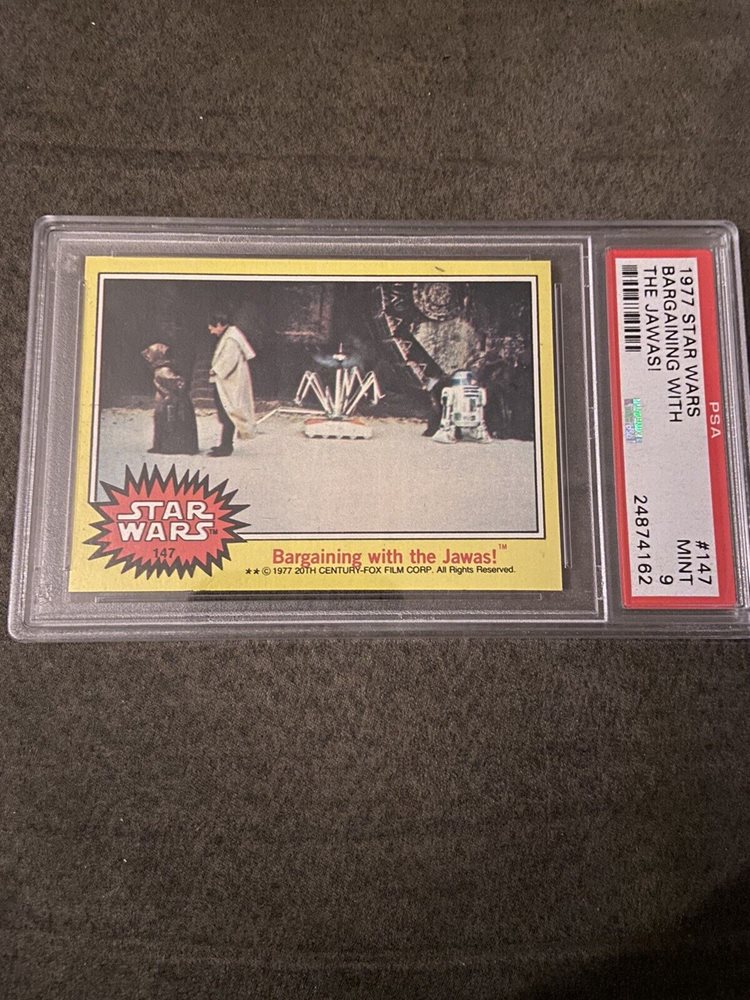 STAR
WARS™
147
Bargaining with the Jawas!™
★★ © 1977 20TH CENTURY-FOX FILM CORP. All Rights Reserved.
PSA
1977 STAR WARS
BARGAINING WITH
THE JAWAS!
#147
MINT
9
24874162